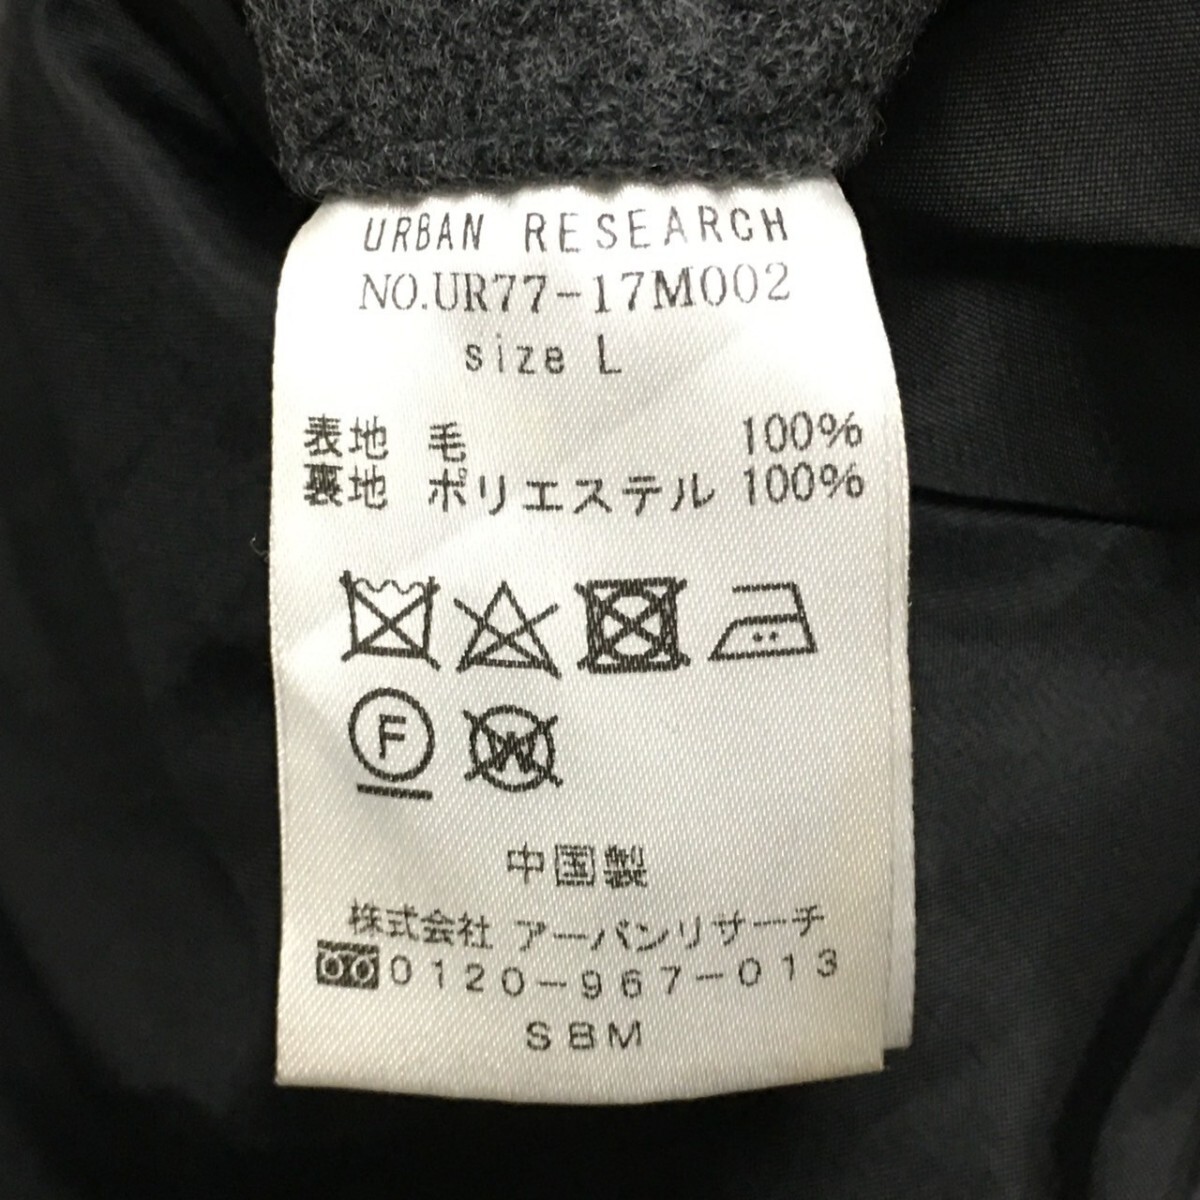 URBAN RESEARCH
NO.UR77-17M002
size L
表地 毛 100%
裏地 ポリエステル 100%
F W
中国製
株式会社 アーバンリサーチ
0120-967-013
SBM